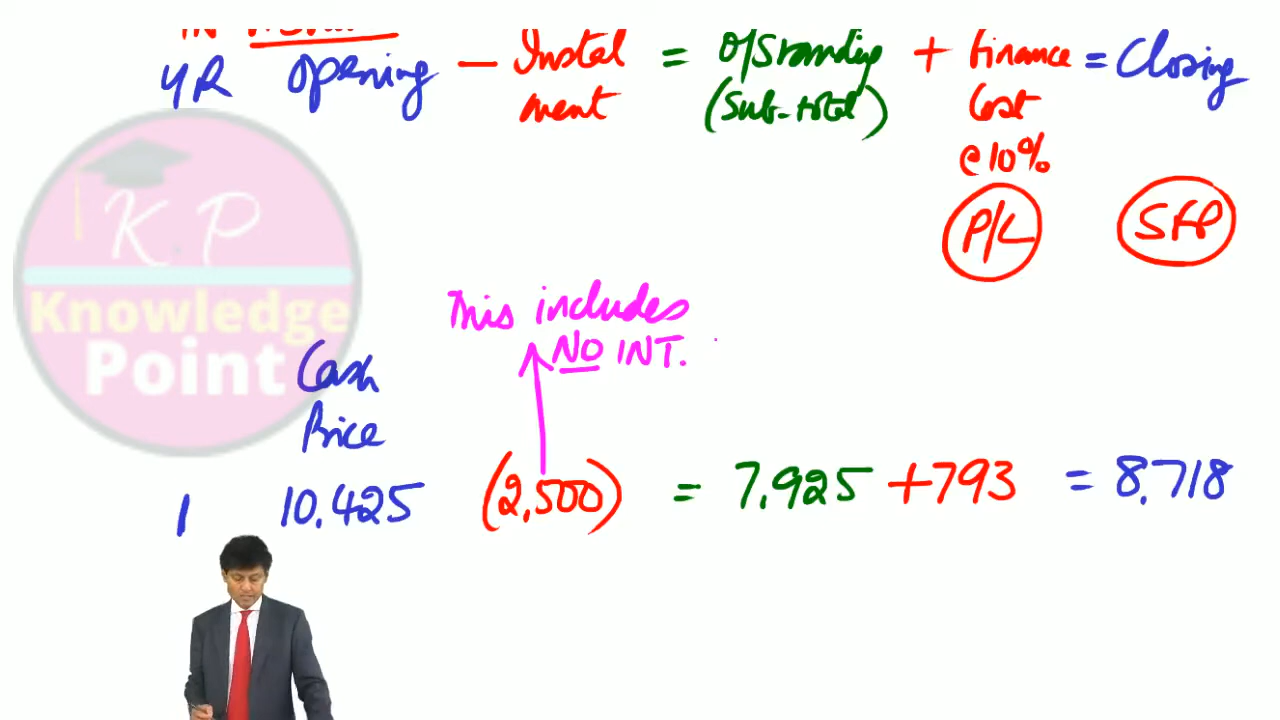 YR Opening – Instal = O/Standing + Finance = Closing
ment (Sub-total) Cost
@ 10%
P/L SFP
K P
Knowledge
Point
This includes
NO INT.
Cash
Price
1 10.425 (2,500) = 7.925 +793 = 8.718